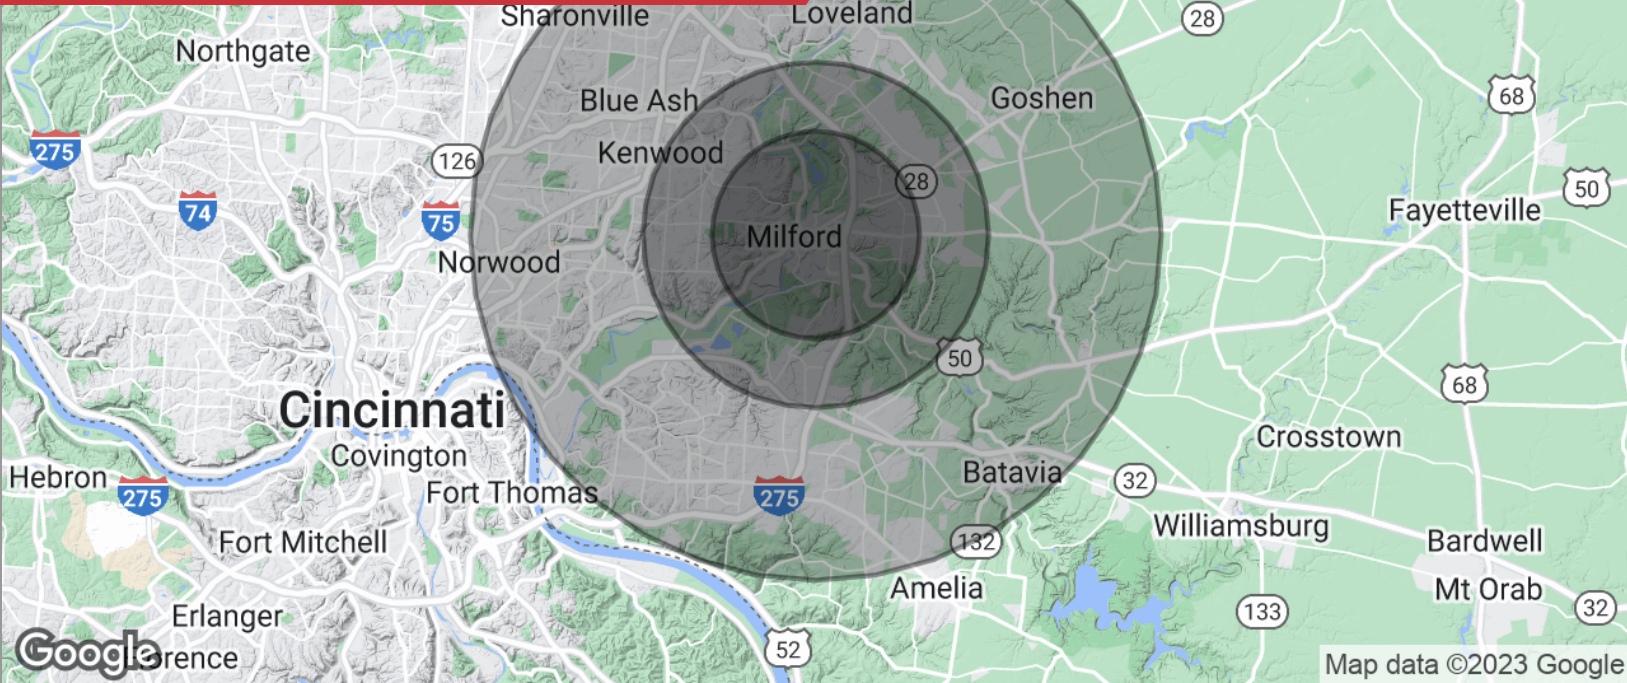 Sharonville
Loveland
28
Northgate
68
Blue Ash
Goshen
275
126
Kenwood
28
50
74
75
Milford
Fayetteville
Norwood
50
68
Cincinnati
Crosstown
Covington
Hebron
Batavia
275
Fort Thomas
275
32
Williamsburg
Fort Mitchell
132
Bardwell
Amelia
Mt Orab
Erlanger
133
32
Google
Florence
52
Map data ©2023 Google